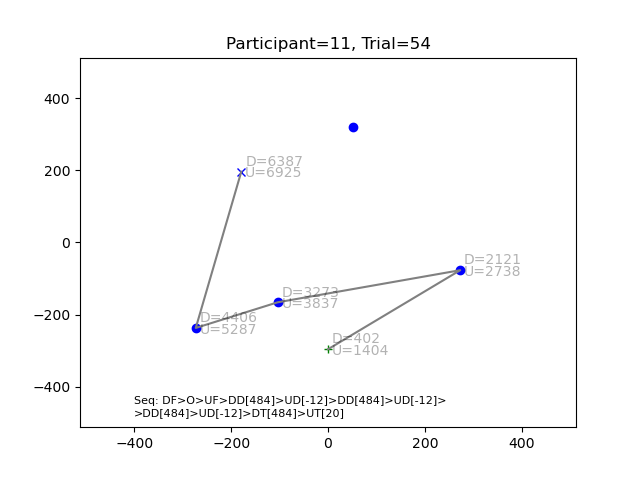 Participant=11, Trial=54
400
200
0
−200
−400
D=6387
U=6925
D=2121
U=2738
D=3273
U=3837
D=4406
U=5287
D=402
U=1404
Seq: DF>O>UF>DD[484]>UD[-12]>DD[484]>UD[-12]>
>DD[484]>UD[-12]>DT[484]>UT[20]
−400 −200 0 200 400